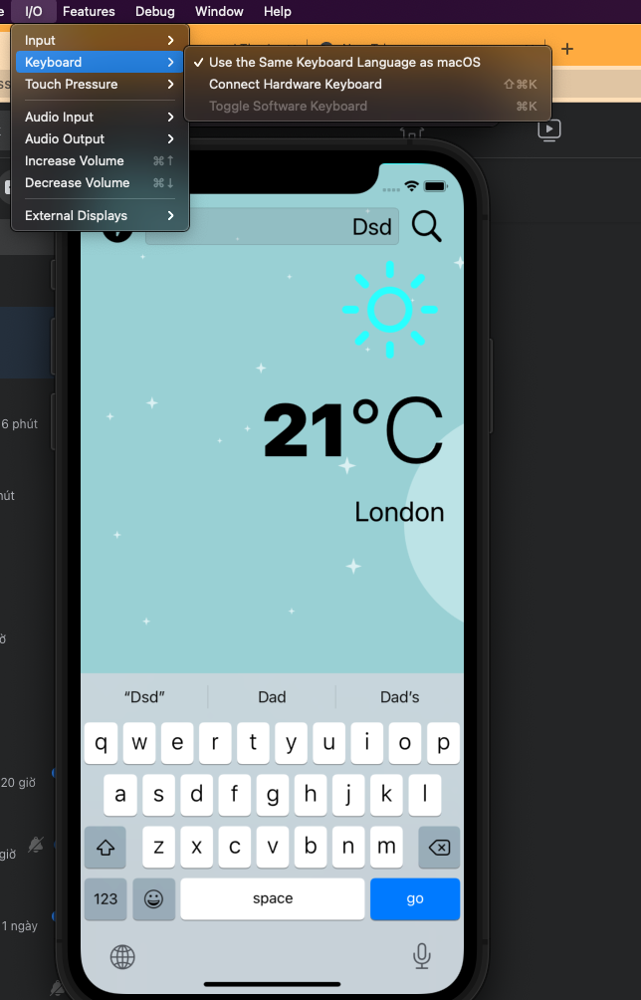 I/O Features Debug Window Help
Input
Keyboard
Touch Pressure
Audio Input
Audio Output
Increase Volume ⌘↑
Decrease Volume ⌘↓
External Displays
✓ Use the Same Keyboard Language as macOS
Connect Hardware Keyboard ⇧⌘K
Toggle Software Keyboard ⌘K
Dsd
21°C
London
6 phút
giờ
20 giờ
1 ngày
“Dsd” Dad Dad’s
q w e r t y u i o p
a s d f g h j k l
z x c v b n m
123 space go